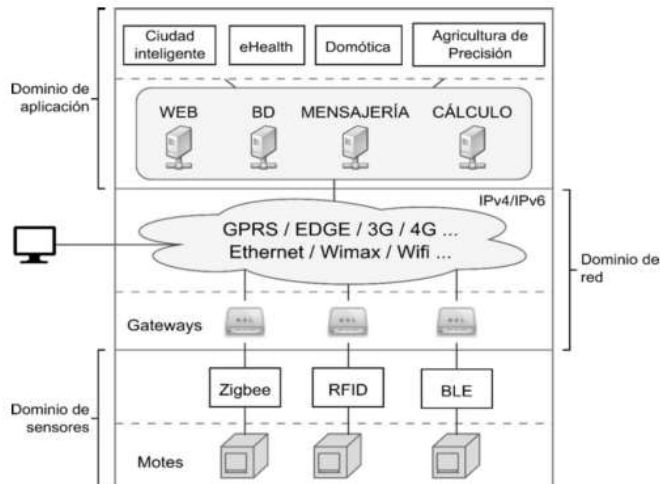 Ciudad
inteligente
eHealth
Domótica
Agricultura de
Precisión
Dominio de
aplicación
WEB
BD
MENSAJERÍA
CÁLCULO
IPv4/IPv6
GPRS / EDGE / 3G / 4G ...
Ethernet / Wimax / Wifi ...
Dominio de
red
Gateways
Zigbee
RFID
BLE
Dominio de
sensores
Motes